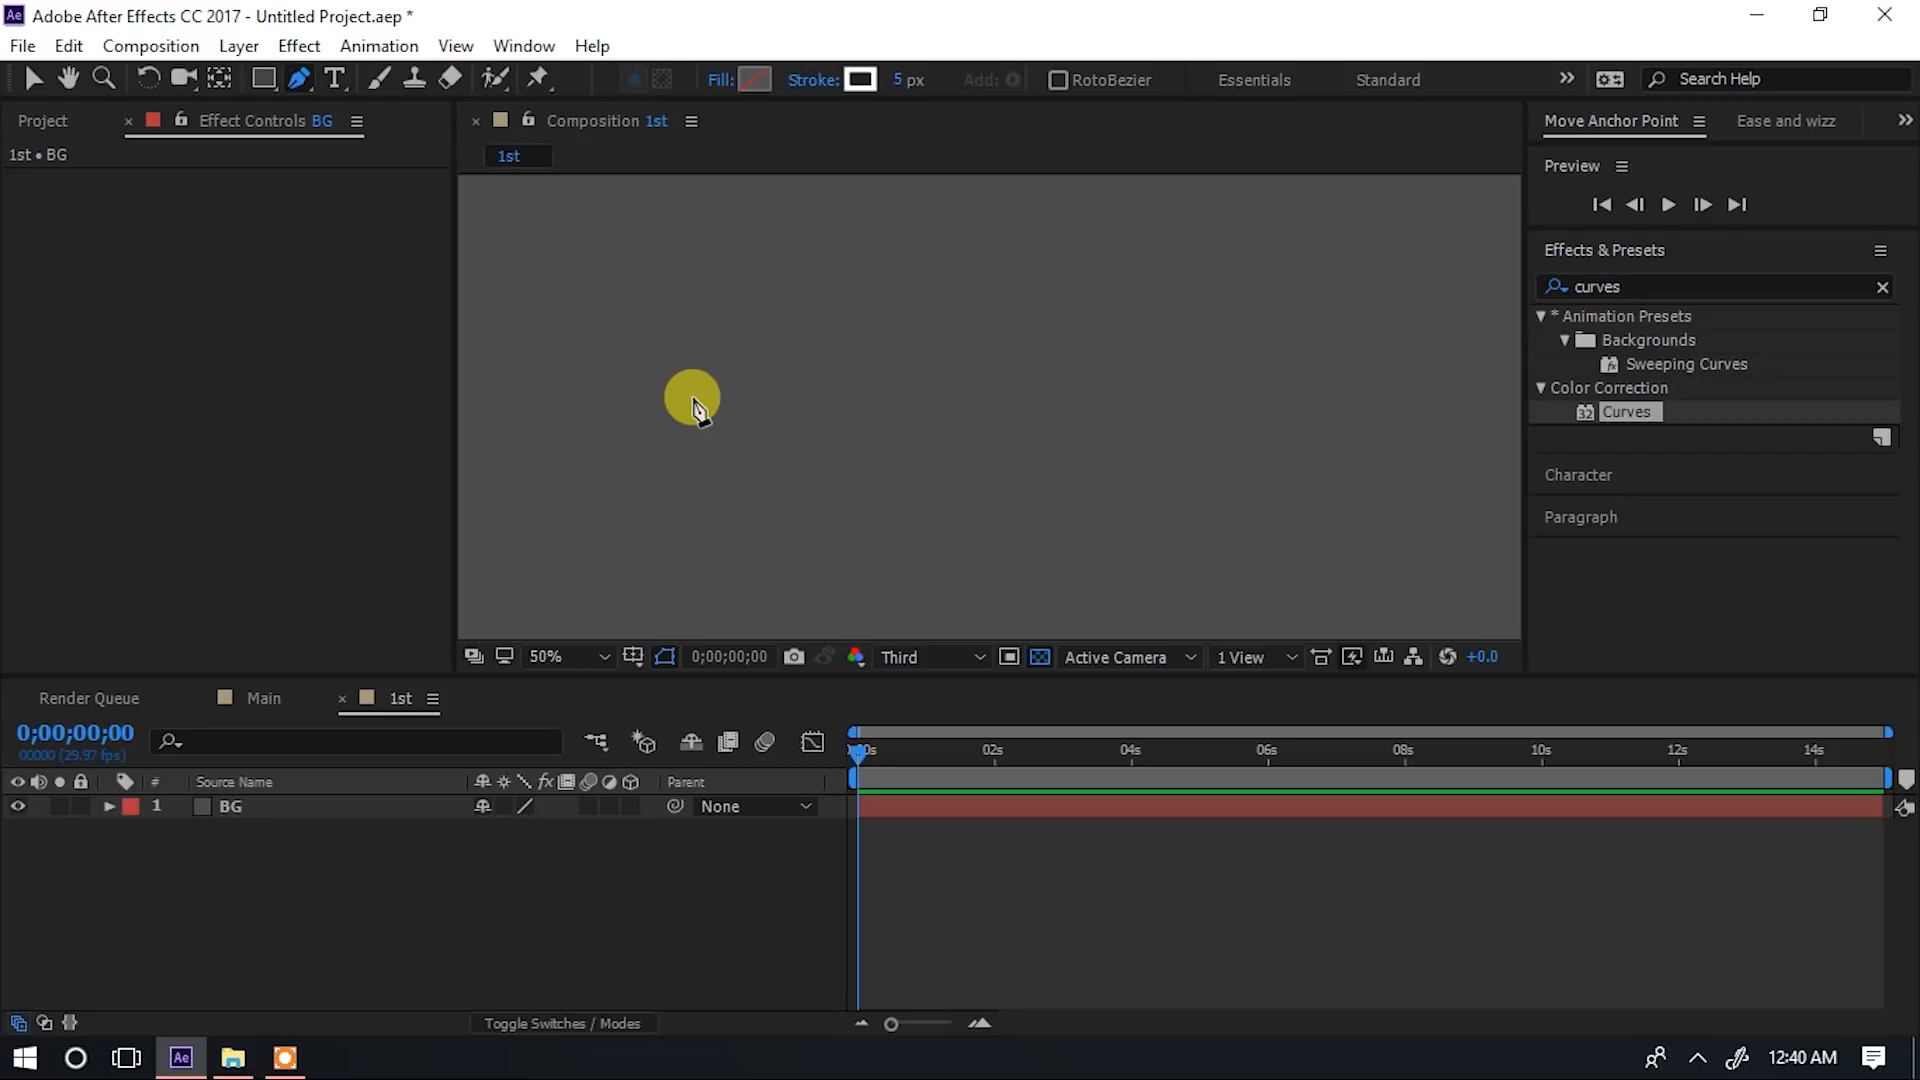 Ae Adobe After Effects CC 2017 - Untitled Project.aep *
File Edit Composition Layer Effect Animation View Window Help
Fill: Stroke: 5 px Add: RotoBezier Essentials Standard Search Help
Project Effect Controls BG Composition 1st Move Anchor Point Ease and wizz
1st • BG 1st
Preview
Effects & Presets
curves
* Animation Presets
Backgrounds
Sweeping Curves
Color Correction
32 Curves
Character
Paragraph
50% 0;00;00;00 Third Active Camera 1 View +0.0
Render Queue Main 1st
0;00;00;00
00000 (29.97 fps)
02s 04s 06s 08s 10s 12s 14s
# Source Name fx Parent
1 BG None
Toggle Switches / Modes
Ae 12:40 AM